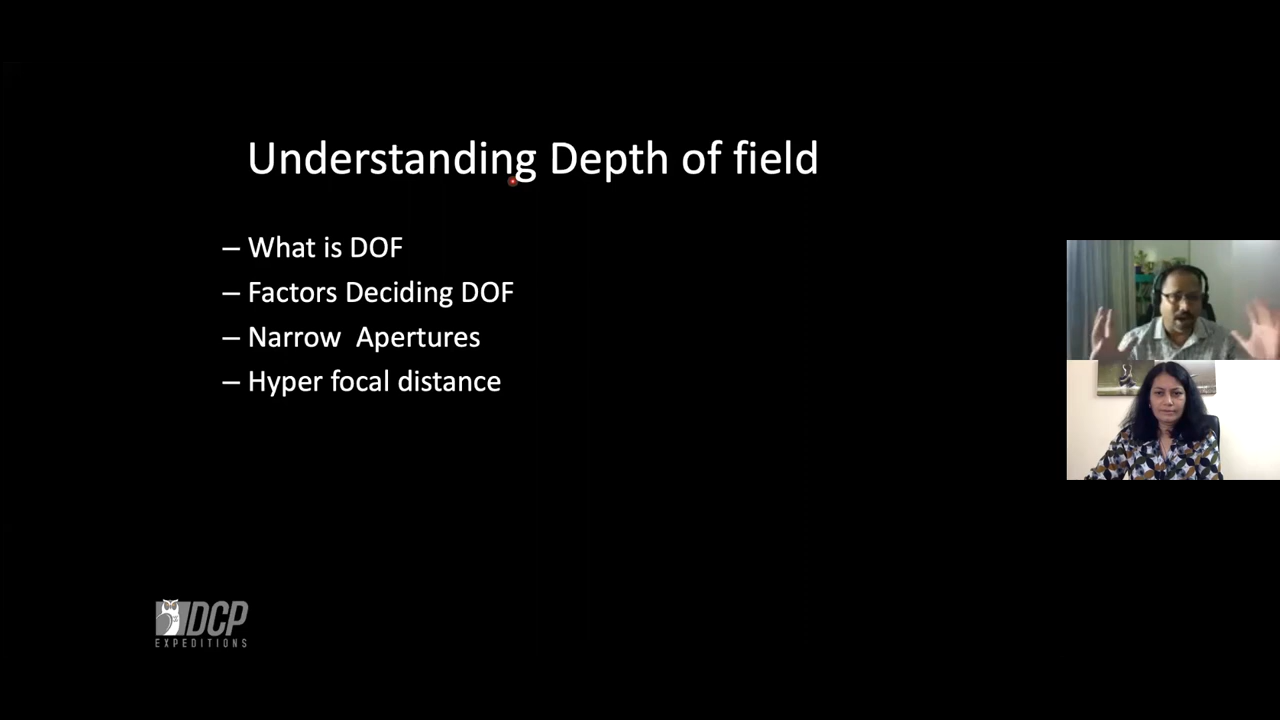 Understanding Depth of field
– What is DOF
– Factors Deciding DOF
– Narrow  Apertures
– Hyper focal distance
DCP
EXPEDITIONS